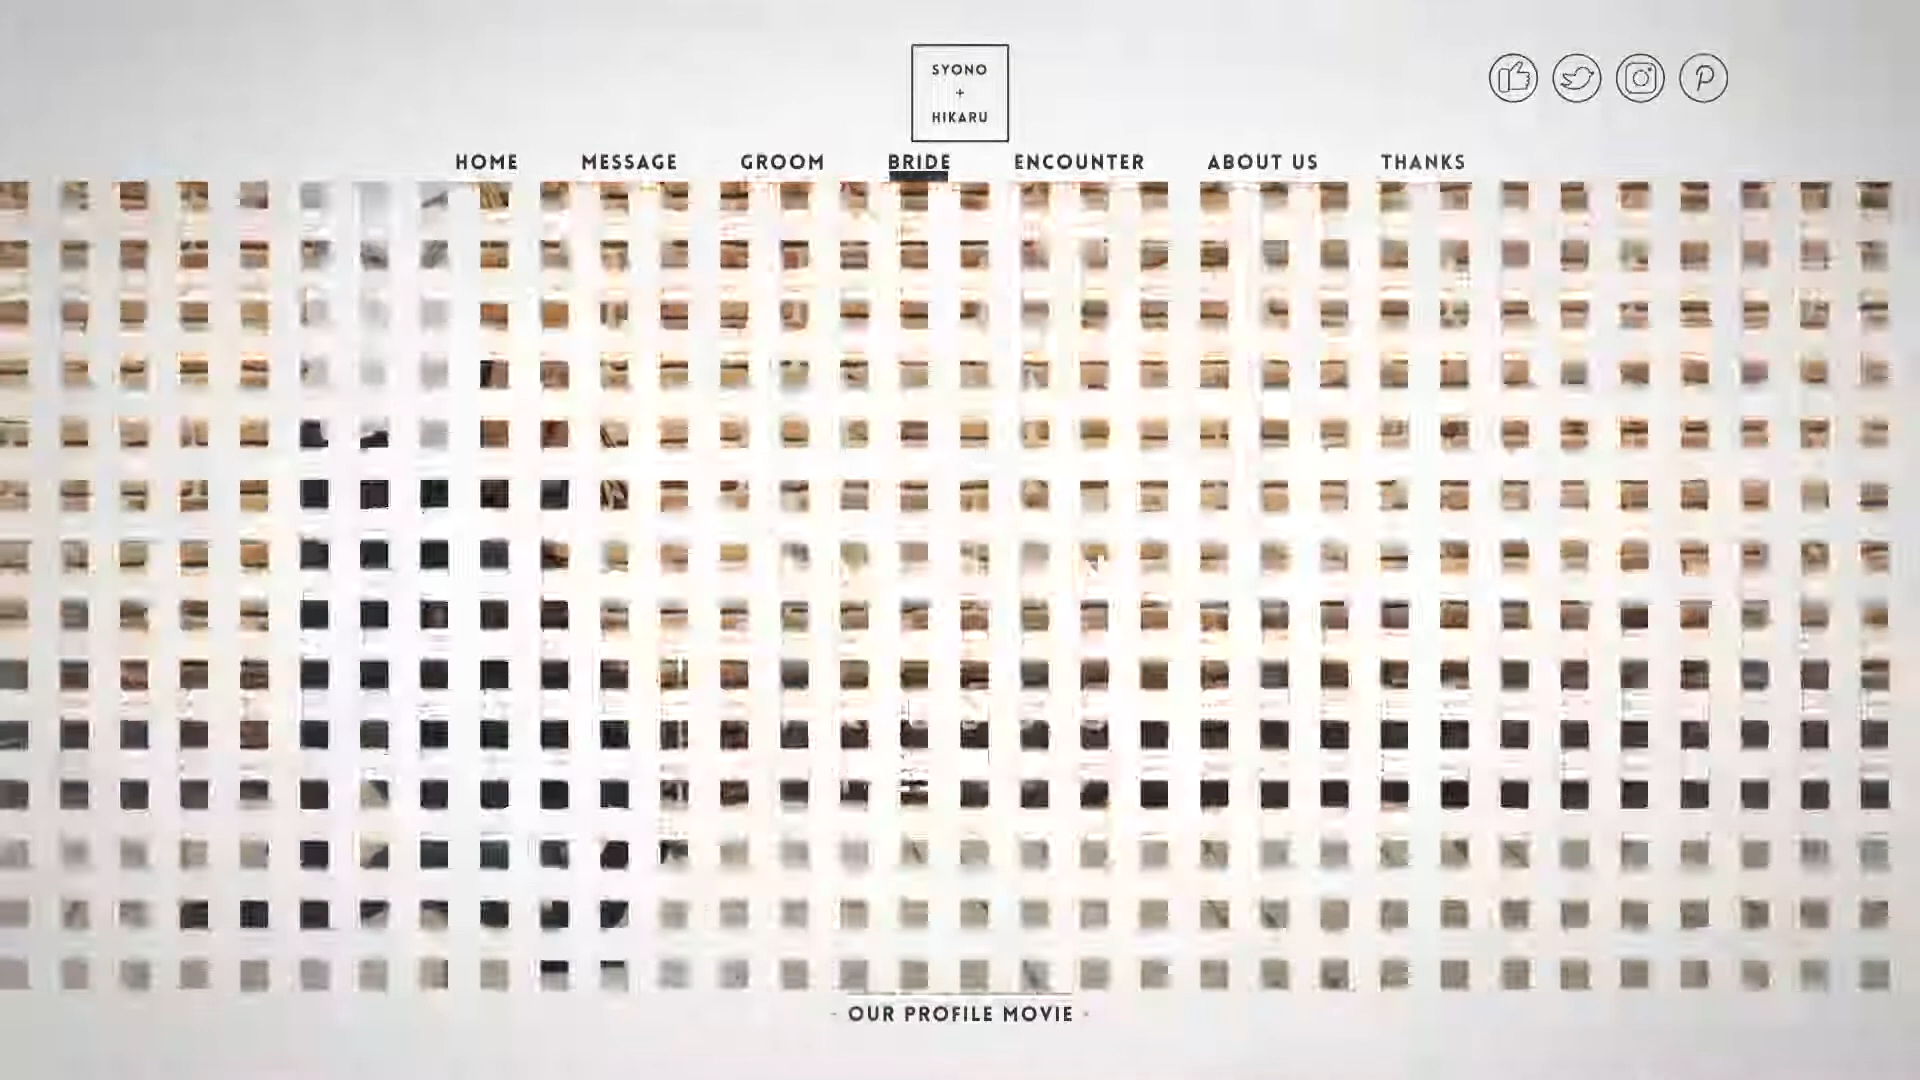 SYONO
+
HIKARU
HOME MESSAGE GROOM BRIDE ENCOUNTER ABOUT US THANKS
- OUR PROFILE MOVIE -